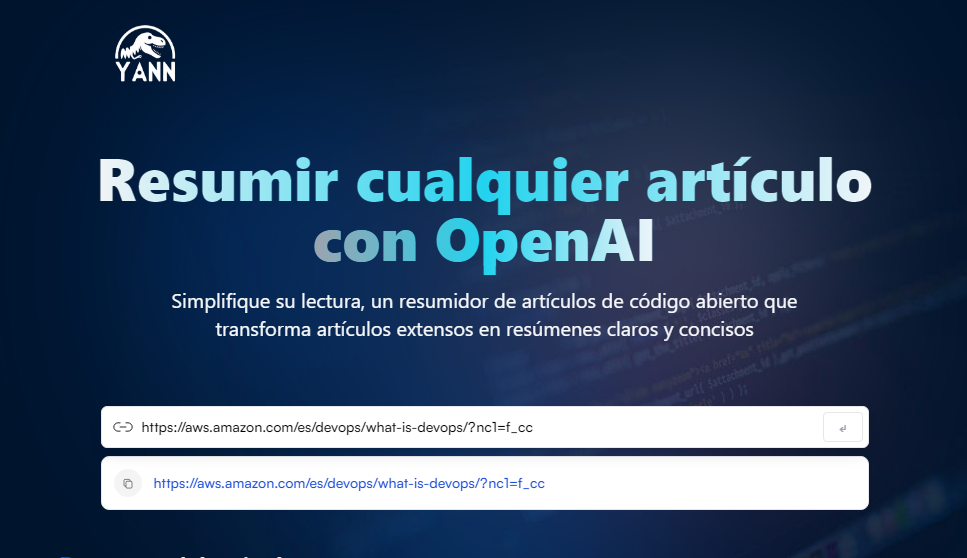 YANN
Resumir cualquier artículo
con OpenAI
Simplifique su lectura, un resumidor de artículos de código abierto que
transforma artículos extensos en resúmenes claros y concisos
https://aws.amazon.com/es/devops/what-is-devops/?nc1=f_cc
https://aws.amazon.com/es/devops/what-is-devops/?nc1=f_cc